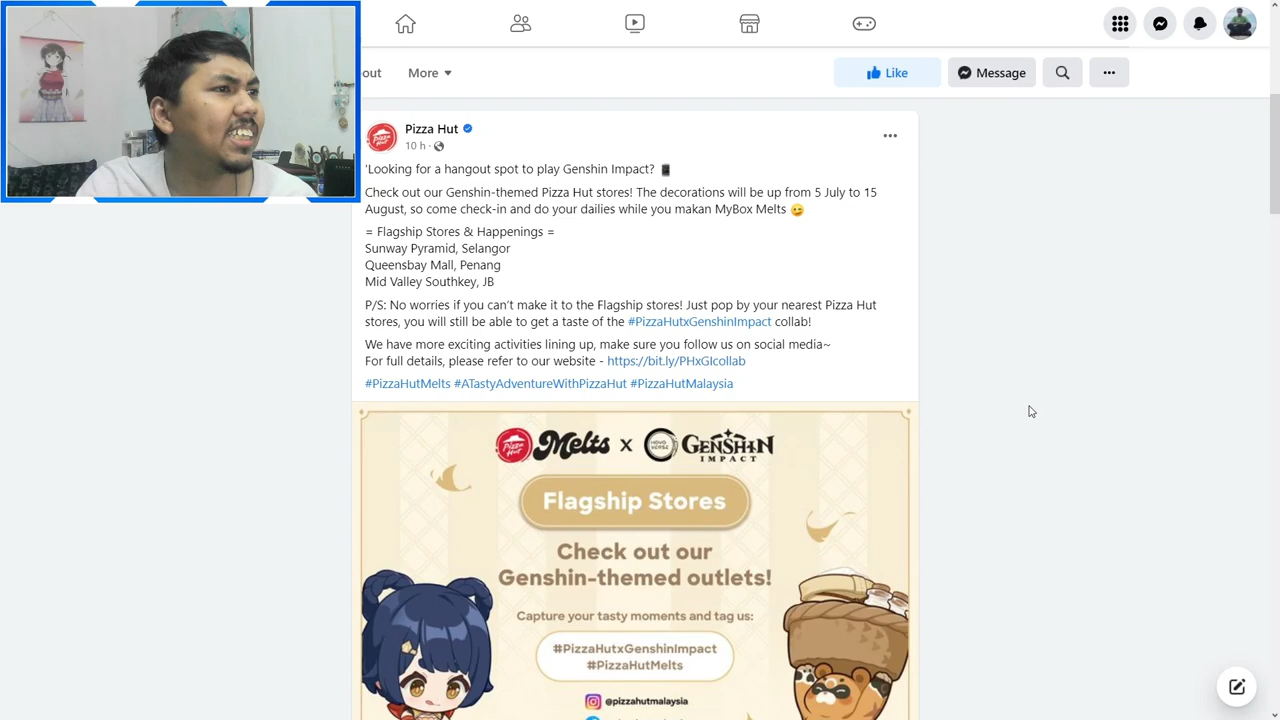 out
More
Like
Message
Pizza Hut
10 h ·
'Looking for a hangout spot to play Genshin Impact?
Check out our Genshin-themed Pizza Hut stores! The decorations will be up from 5 July to 15
August, so come check-in and do your dailies while you makan MyBox Melts
= Flagship Stores & Happenings =
Sunway Pyramid, Selangor
Queensbay Mall, Penang
Mid Valley Southkey, JB
P/S: No worries if you can't make it to the Flagship stores! Just pop by your nearest Pizza Hut
stores, you will still be able to get a taste of the #PizzaHutxGenshinImpact collab!
We have more exciting activities lining up, make sure you follow us on social media~
For full details, please refer to our website - https://bit.ly/PHxGIcollab
#PizzaHutMelts #ATastyAdventureWithPizzaHut #PizzaHutMalaysia
Pizza Hut Melts x HOYOVERSE GENSHIN
IMPACT
Flagship Stores
Check out our
Genshin-themed outlets!
Capture your tasty moments and tag us:
#PizzaHutxGenshinImpact
#PizzaHutMelts
@pizzahutmalaysia